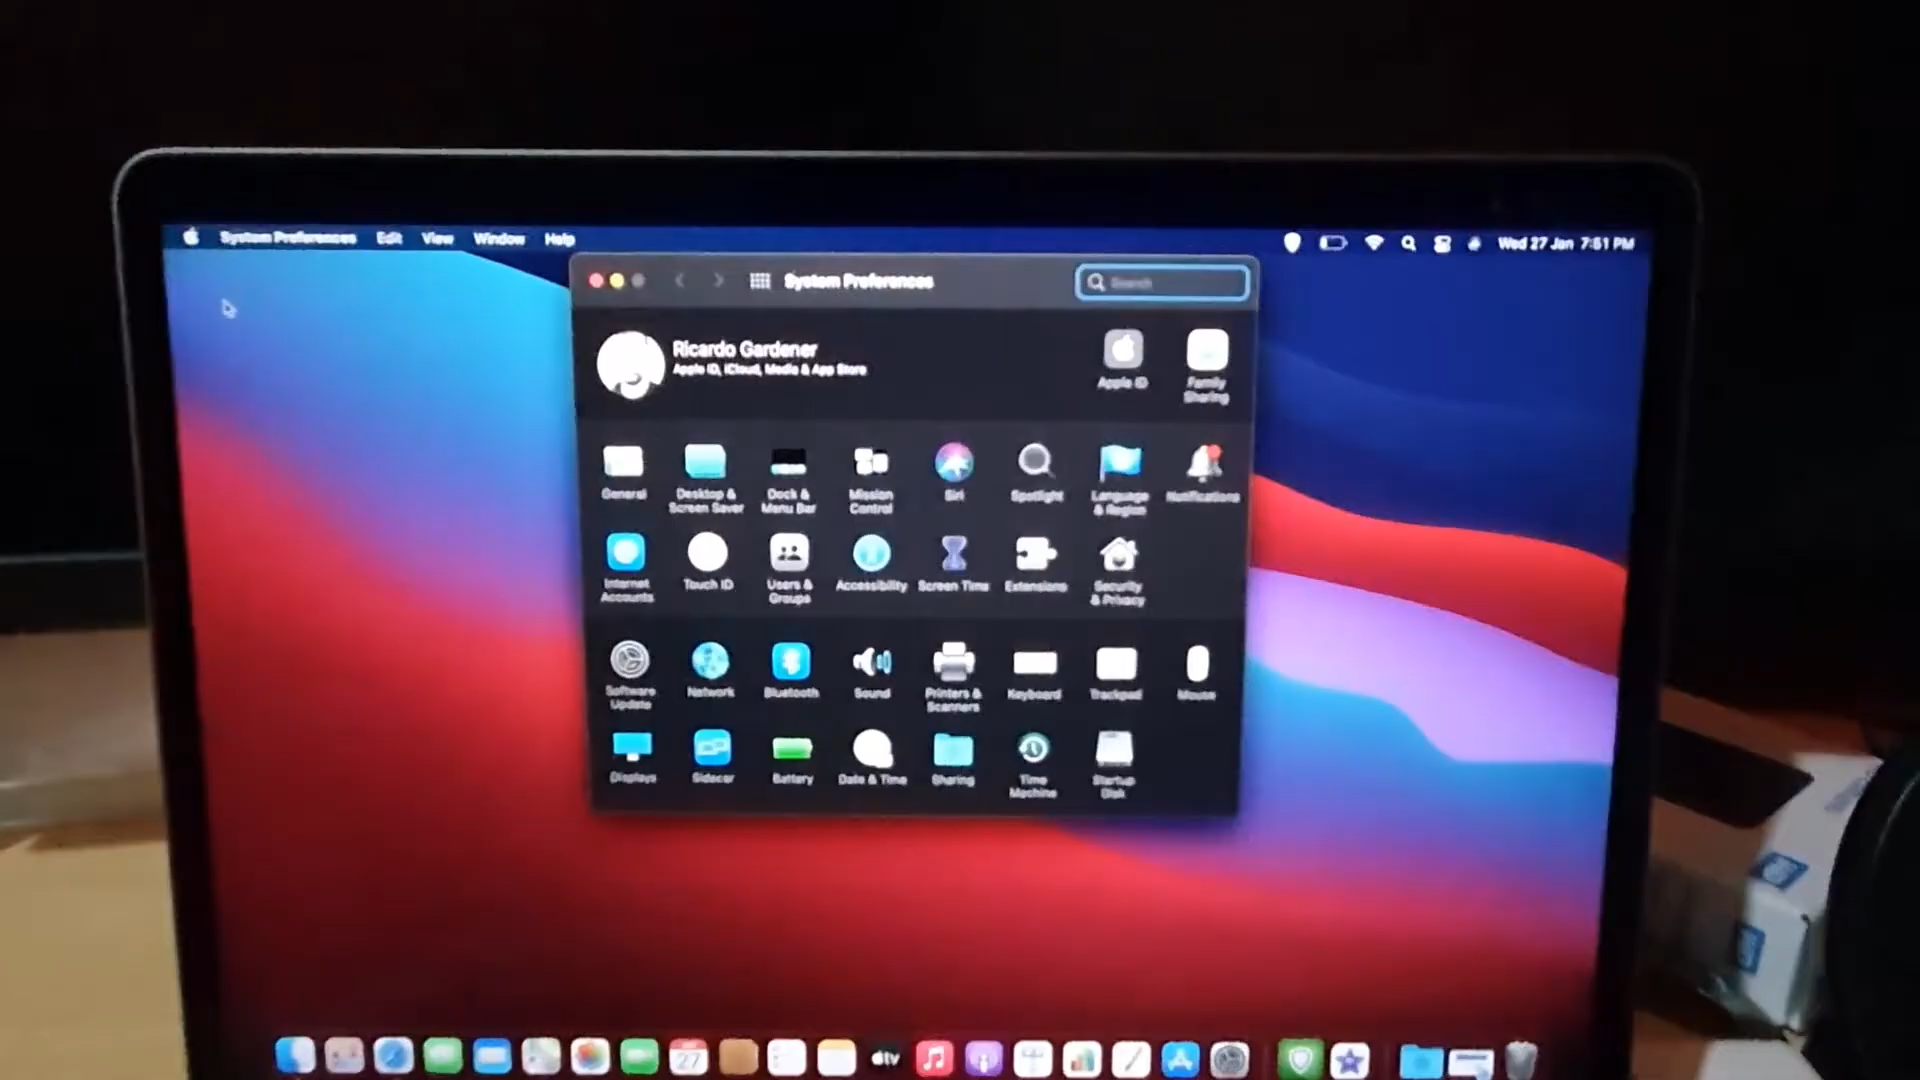 System Preferences Edit View Window Help
Wed 27 Jan 7:51 PM
System Preferences
Search
Ricardo Gardener
Apple ID, iCloud, Media & App Store
Apple ID
Family
Sharing
General
Desktop &
Screen Saver
Dock &
Menu Bar
Mission
Control
Siri
Spotlight
Language
& Region
Notifications
Internet
Accounts
Touch ID
Users &
Groups
Accessibility
Screen Time
Extensions
Security
& Privacy
Software
Update
Network
Bluetooth
Sound
Printers &
Scanners
Keyboard
Trackpad
Mouse
Displays
Sidecar
Battery
Date & Time
Sharing
Time
Machine
Startup
Disk
27
tv